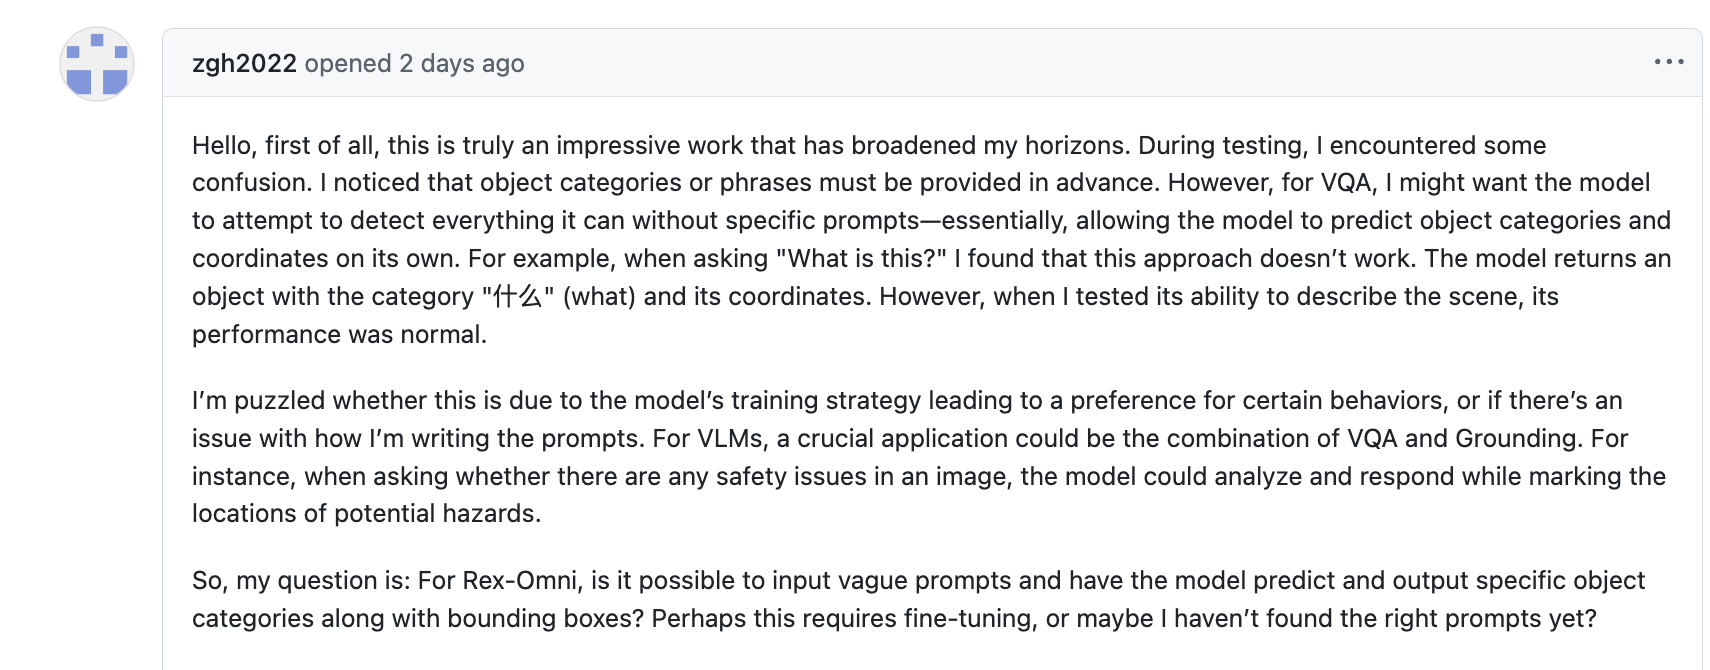 zgh2022 opened 2 days ago
Hello, first of all, this is truly an impressive work that has broadened my horizons. During testing, I encountered some
confusion. I noticed that object categories or phrases must be provided in advance. However, for VQA, I might want the model
to attempt to detect everything it can without specific prompts—essentially, allowing the model to predict object categories and
coordinates on its own. For example, when asking "What is this?" I found that this approach doesn’t work. The model returns an
object with the category "什么" (what) and its coordinates. However, when I tested its ability to describe the scene, its
performance was normal.
I’m puzzled whether this is due to the model’s training strategy leading to a preference for certain behaviors, or if there’s an
issue with how I’m writing the prompts. For VLMs, a crucial application could be the combination of VQA and Grounding. For
instance, when asking whether there are any safety issues in an image, the model could analyze and respond while marking the
locations of potential hazards.
So, my question is: For Rex-Omni, is it possible to input vague prompts and have the model predict and output specific object
categories along with bounding boxes? Perhaps this requires fine-tuning, or maybe I haven’t found the right prompts yet?